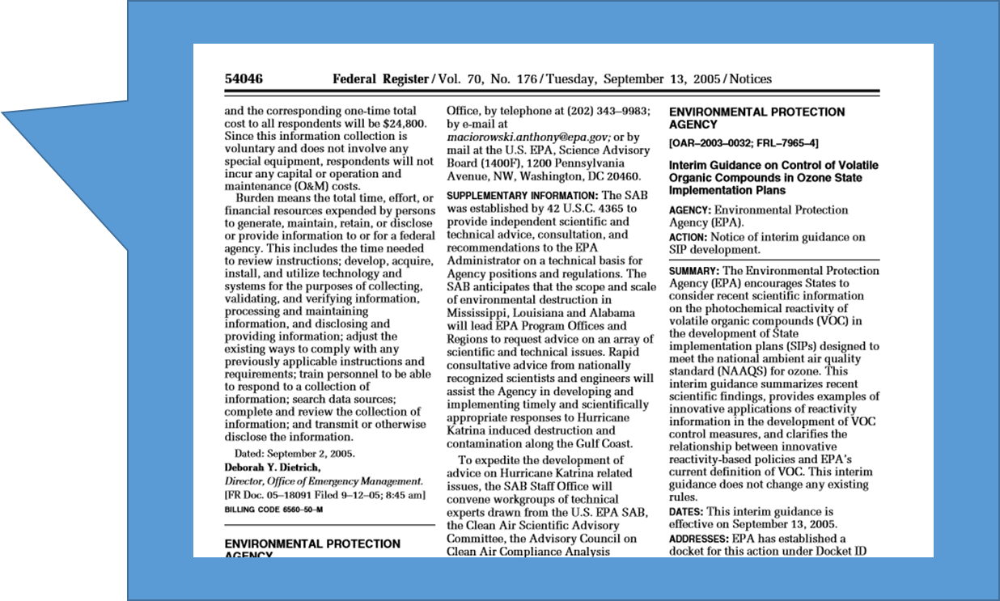 54046
Federal Register / Vol. 70, No. 176 / Tuesday, September 13, 2005 / Notices
and the corresponding one-time total
cost to all respondents will be $24,800.
Since this information collection is
voluntary and does not involve any
special equipment, respondents will not
incur any capital or operation and
maintenance (O&M) costs.
Burden means the total time, effort, or
financial resources expended by persons
to generate, maintain, retain, or disclose
or provide information to or for a federal
agency. This includes the time needed
to review instructions; develop, acquire,
install, and utilize technology and
systems for the purposes of collecting,
validating, and verifying information,
processing and maintaining
information, and disclosing and
providing information; adjust the
existing ways to comply with any
previously applicable instructions and
requirements; train personnel to be able
to respond to a collection of
information; search data sources;
complete and review the collection of
information; and transmit or otherwise
disclose the information.
Dated: September 2, 2005.
Deborah Y. Dietrich,
Director, Office of Emergency Management.
[FR Doc. 05–18091 Filed 9–12–05; 8:45 am]
BILLING CODE 6560–50–M
ENVIRONMENTAL PROTECTION
AGENCY
Office, by telephone at (202) 343–9983;
by e-mail at
maciorowski.anthony@epa.gov; or by
mail at the U.S. EPA, Science Advisory
Board (1400F), 1200 Pennsylvania
Avenue, NW, Washington, DC 20460.
SUPPLEMENTARY INFORMATION: The SAB
was established by 42 U.S.C. 4365 to
provide independent scientific and
technical advice, consultation, and
recommendations to the EPA
Administrator on a technical basis for
Agency positions and regulations. The
SAB anticipates that the scope and scale
of environmental destruction in
Mississippi, Louisiana and Alabama
will lead EPA Program Offices and
Regions to request advice on an array of
scientific and technical issues. Rapid
consultative advice from nationally
recognized scientists and engineers will
assist the Agency in developing and
implementing timely and scientifically
appropriate responses to Hurricane
Katrina induced destruction and
contamination along the Gulf Coast.
To expedite the development of
advice on Hurricane Katrina related
issues, the SAB Staff Office will
convene workgroups of technical
experts drawn from the U.S. EPA SAB,
the Clean Air Scientific Advisory
Committee, the Advisory Council on
Clean Air Compliance Analysis
ENVIRONMENTAL PROTECTION
AGENCY
[OAR–2003–0032; FRL–7965–4]
Interim Guidance on Control of Volatile
Organic Compounds in Ozone State
Implementation Plans
AGENCY: Environmental Protection
Agency (EPA).
ACTION: Notice of interim guidance on
SIP development.
SUMMARY: The Environmental Protection
Agency (EPA) encourages States to
consider recent scientific information
on the photochemical reactivity of
volatile organic compounds (VOC) in
the development of State
implementation plans (SIPs) designed to
meet the national ambient air quality
standard (NAAQS) for ozone. This
interim guidance summarizes recent
scientific findings, provides examples of
innovative applications of reactivity
information in the development of VOC
control measures, and clarifies the
relationship between innovative
reactivity-based policies and EPA's
current definition of VOC. This interim
guidance does not change any existing
rules.
DATES: This interim guidance is
effective on September 13, 2005.
ADDRESSES: EPA has established a
docket for this action under Docket ID